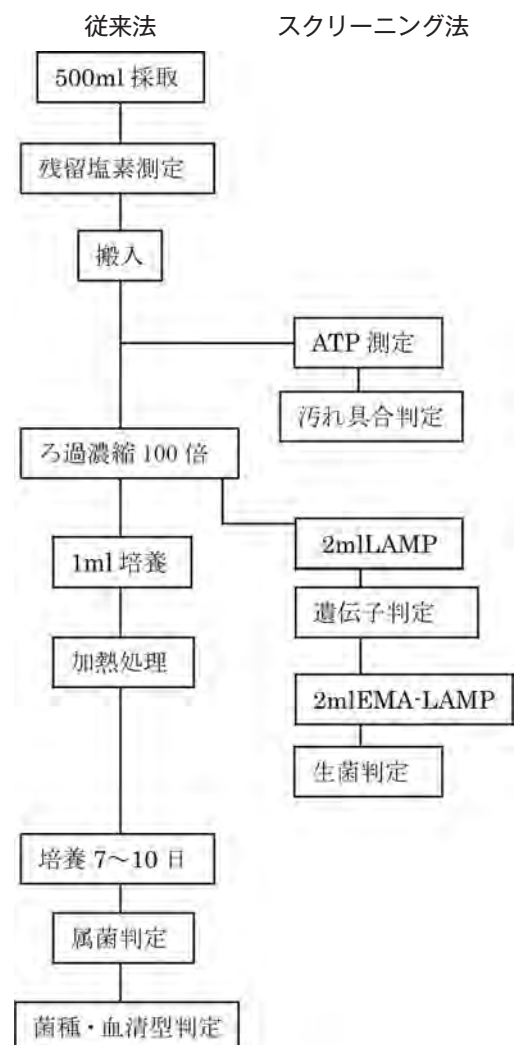 従来法
スクリーニング法
500ml 採取
残留塩素測定
搬入
ATP 測定
汚れ具合判定
ろ過濃縮 100 倍
2mlLAMP
1ml 培養
遺伝子判定
加熱処理
2mlEMA-LAMP
生菌判定
培養 7～10 日
属菌判定
菌種・血清型判定